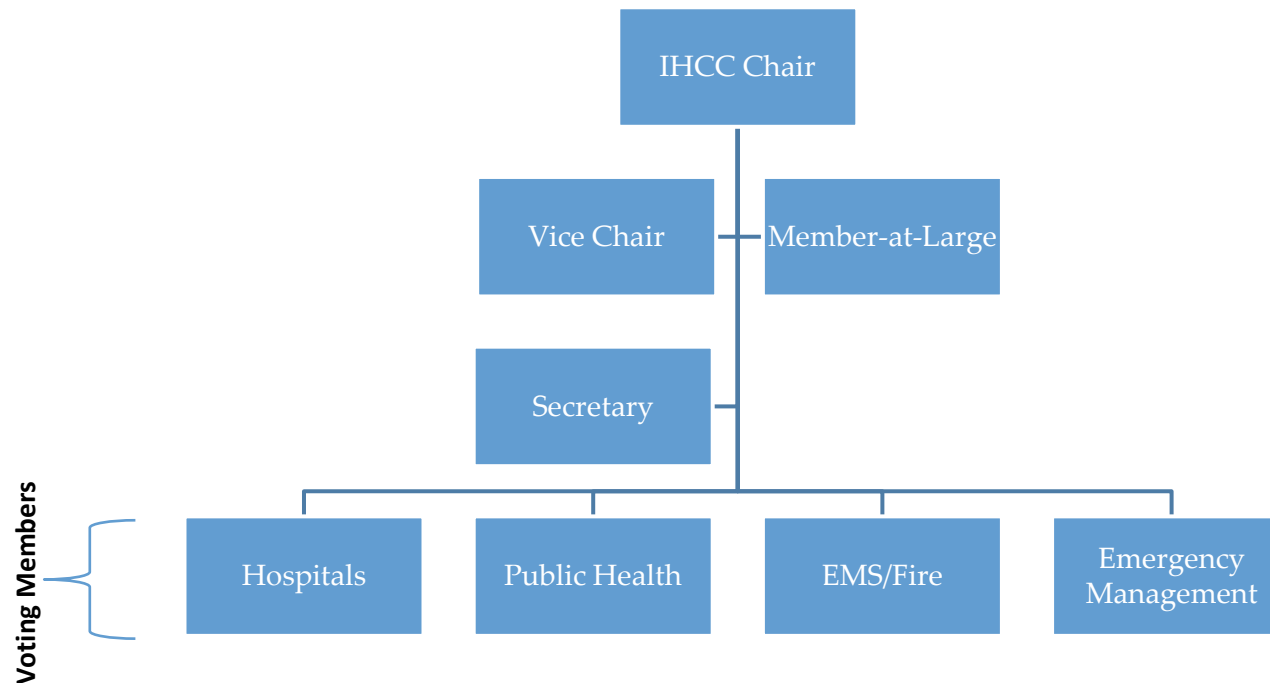 IHCC Chair
Vice Chair
Member-at-Large
Secretary
Voting Members
Hospitals
Public Health
EMS/Fire
Emergency
Management